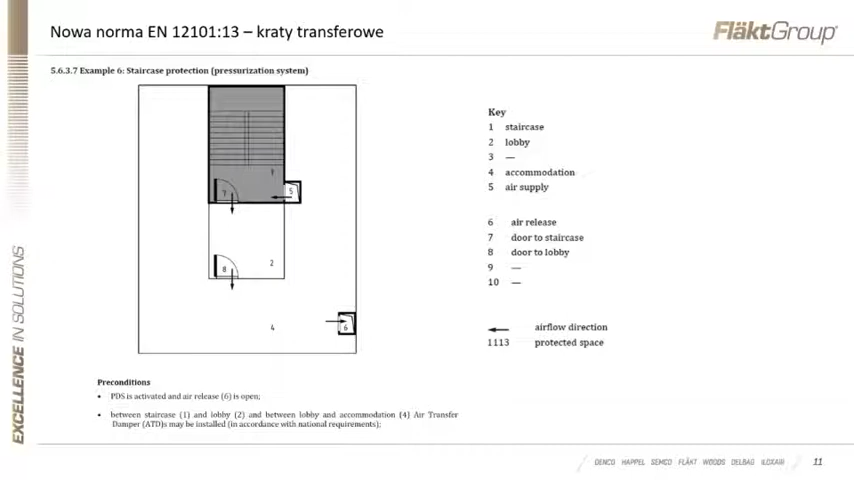 Nowa norma EN 12101:13 – kraty transferowe
FläktGroup
5.6.3.7 Example 6: Staircase protection (pressurization system)
1
7
5
8
2
4
6
Key
1 staircase
2 lobby
3 —
4 accommodation
5 air supply
6 air release
7 door to staircase
8 door to lobby
9 —
10 —
airflow direction
1113 protected space
Preconditions
• PDS is activated and air release (6) is open;
• between staircase (1) and lobby (2) and between lobby and accommodation (4) Air Transfer
Damper (ATD)s may be installed (in accordance with national requirements);
EXCELLENCE IN SOLUTIONS
DENCO HAPPEL SEMCO FLÄKT WOODS DELBAG ILOXAIR
11